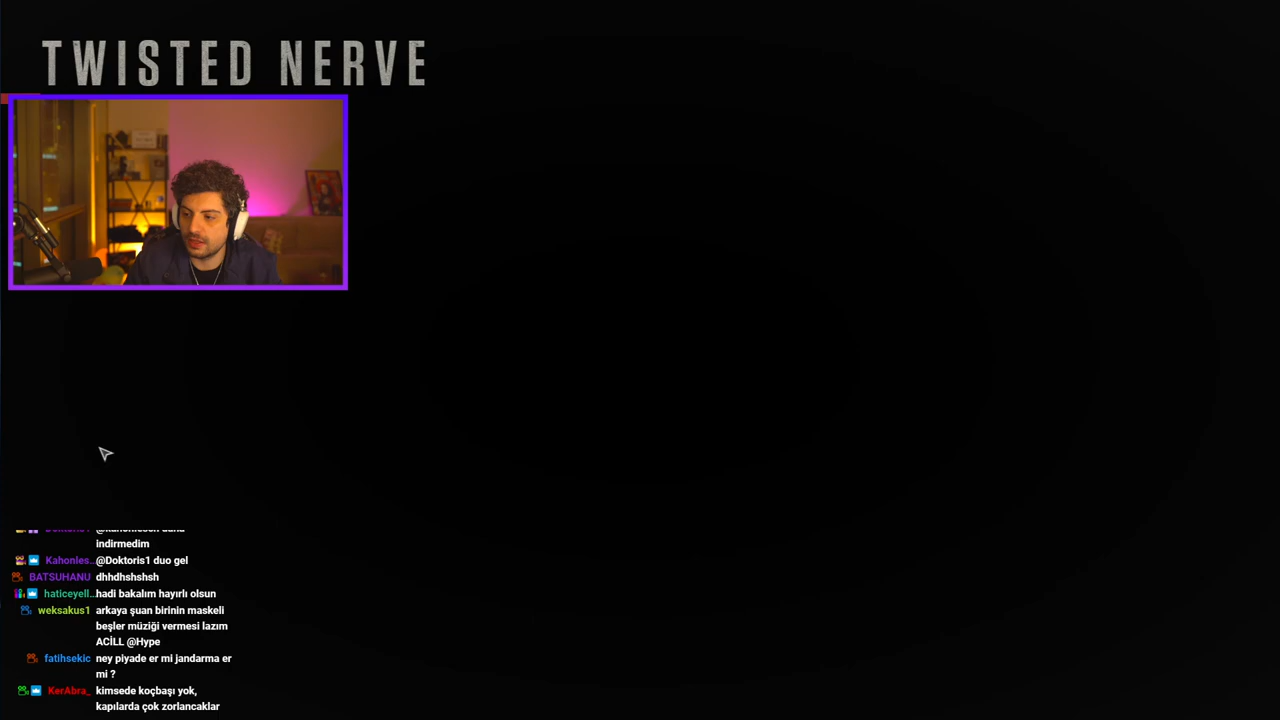 TWISTED NERVE
indirmedim
Kahonles... @Doktoris1 duo gel
BATSUHANU dhhdhshshsh
haticeyell... hadi bakalım hayırlı olsun
weksakus1 arkaya şuan birinin maskeli
beşler müziği vermesi lazım
ACİLL @Hype
fatihsekic ney piyade er mi jandarma er
mi ?
KerAbra_ kimsede koçbaşı yok,
kapılarda çok zorlancaklar